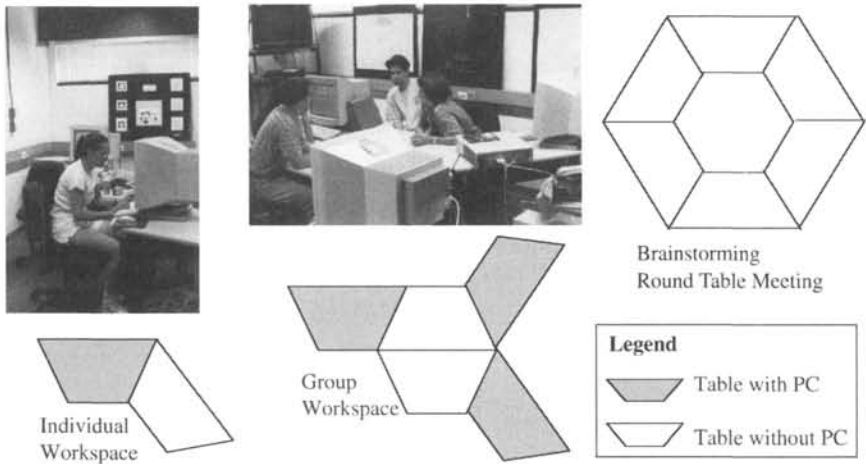 Brainstorming
Round Table Meeting
Individual
Workspace
Group
Workspace
Legend
Table with PC
Table without PC